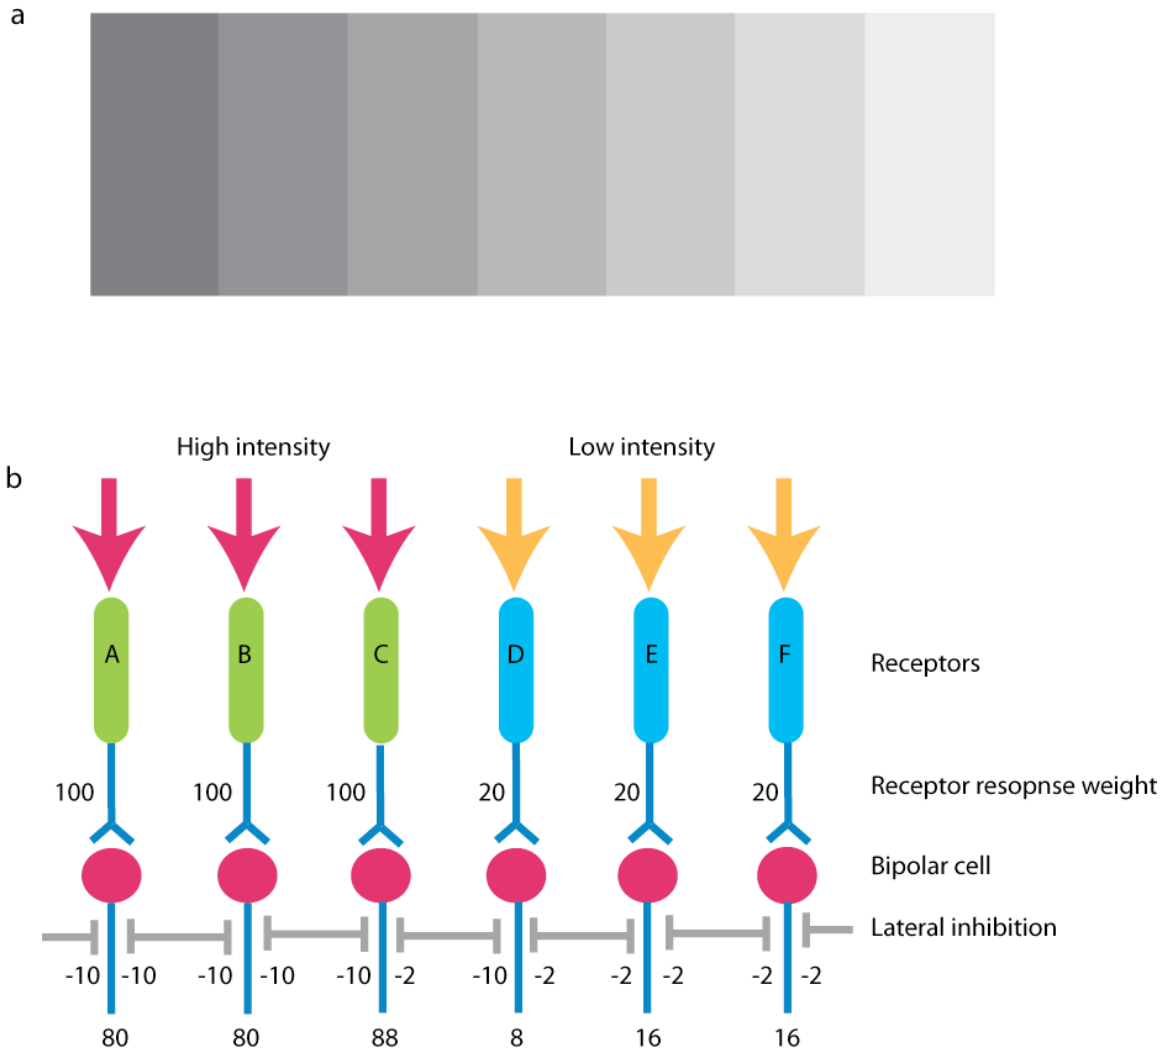 a
High intensity Low intensity
b
A B C D E F
Receptors
100 100 100 20 20 20
Receptor resopnse weight
Bipolar cell
Lateral inhibition
-10 -10 -10 -10 -10 -2 -10 -2 -2 -2 -2 -2
80 80 88 8 16 16